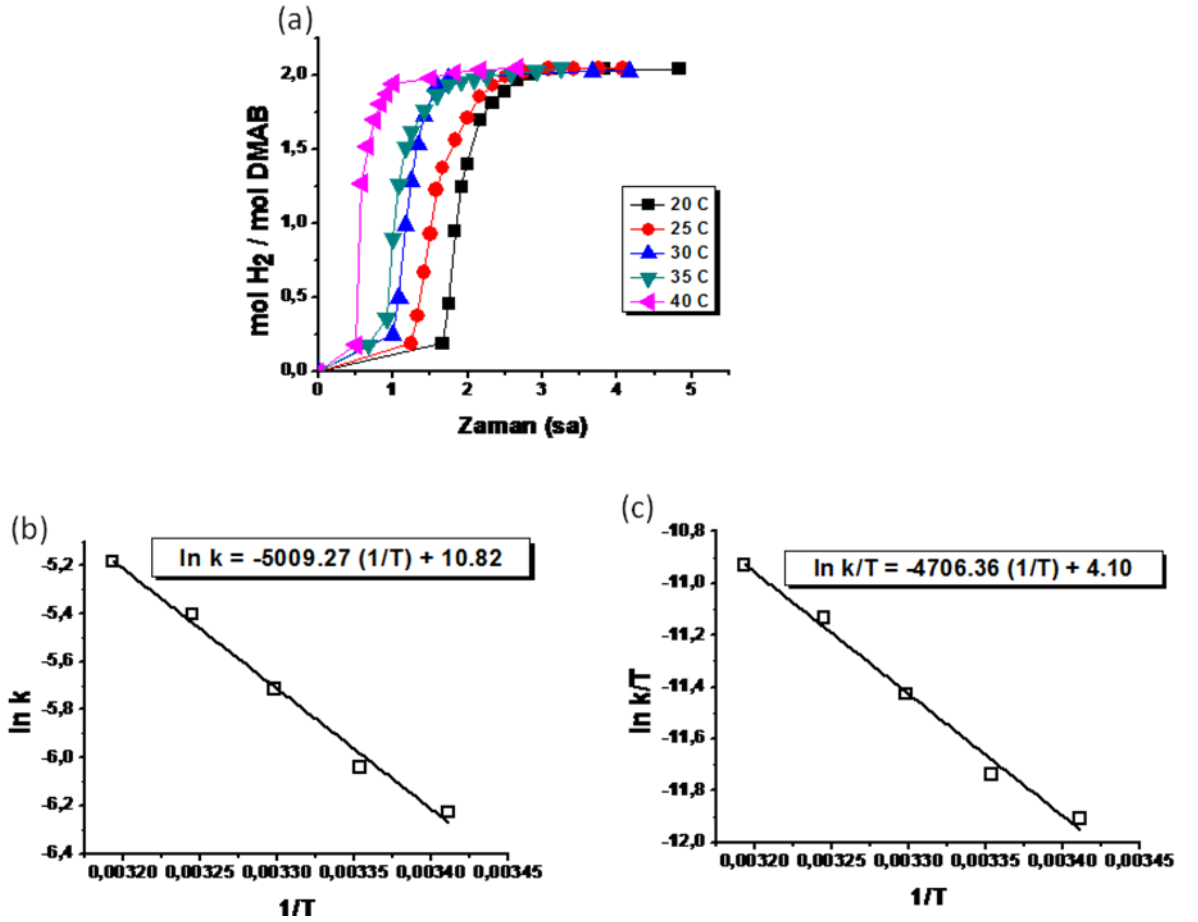 (a)
mol H2 / mol DMAB
2,0
1,5
1,0
0,5
0,0
0 1 2 3 4 5
Zaman (sa)
20 C
25 C
30 C
35 C
40 C
(b)
ln k = -5009.27 (1/T) + 10.82
ln k
-5,2
-5,4
-5,6
-5,8
-6,0
-6,2
-6,4
0,00320 0,00325 0,00330 0,00335 0,00340 0,00345
1/T
(c)
ln k/T = -4706.36 (1/T) + 4.10
ln k/T
-10,8
-11,0
-11,2
-11,4
-11,6
-11,8
-12,0
0,00320 0,00325 0,00330 0,00335 0,00340 0,00345
1/T